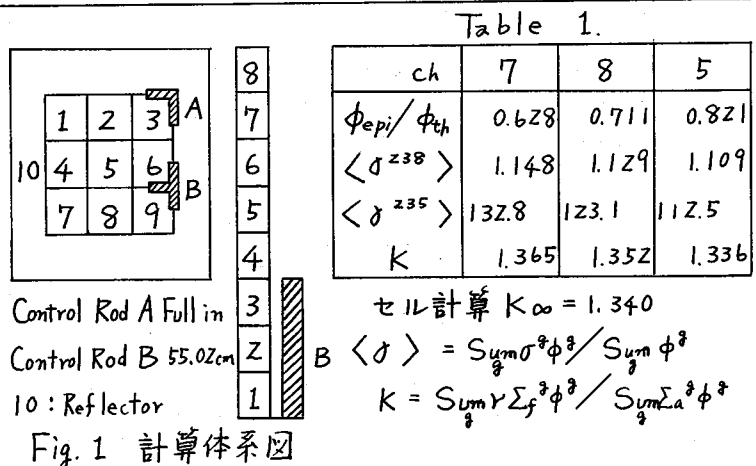 Table 1.
ch 7 8 5
ϕepi/ϕth 0.628 0.711 0.821
<σ²³⁸> 1.148 1.129 1.109
<σ²³⁵> 132.8 123.1 112.5
K 1.365 1.352 1.336
セル計算 K∞ = 1.340
<σ> = Sum_g σ^g ϕ^g / Sum_g ϕ^g
K = Sum_g νΣf^g ϕ^g / Sum_g Σa^g ϕ^g
1 2 3 A
10 4 5 6 B
7 8 9
8
7
6
5
4
3
2 B
1
Control Rod A Full in
Control Rod B 55.02cm
10 : Reflector
Fig. 1 計算体系図